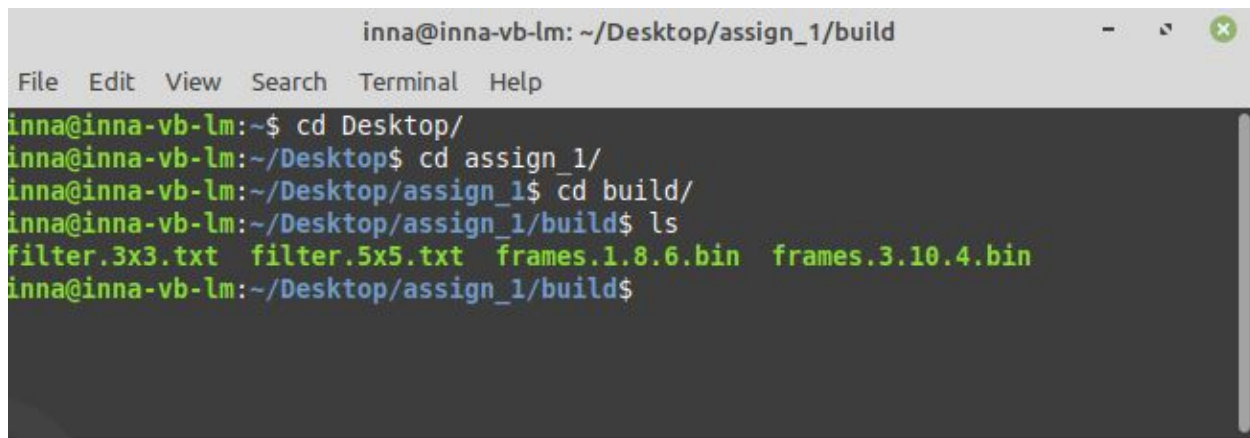 inna@inna-vb-lm: ~/Desktop/assign_1/build
File Edit View Search Terminal Help
inna@inna-vb-lm:~$ cd Desktop/
inna@inna-vb-lm:~/Desktop$ cd assign_1/
inna@inna-vb-lm:~/Desktop/assign_1$ cd build/
inna@inna-vb-lm:~/Desktop/assign_1/build$ ls
filter.3x3.txt  filter.5x5.txt  frames.1.8.6.bin  frames.3.10.4.bin
inna@inna-vb-lm:~/Desktop/assign_1/build$